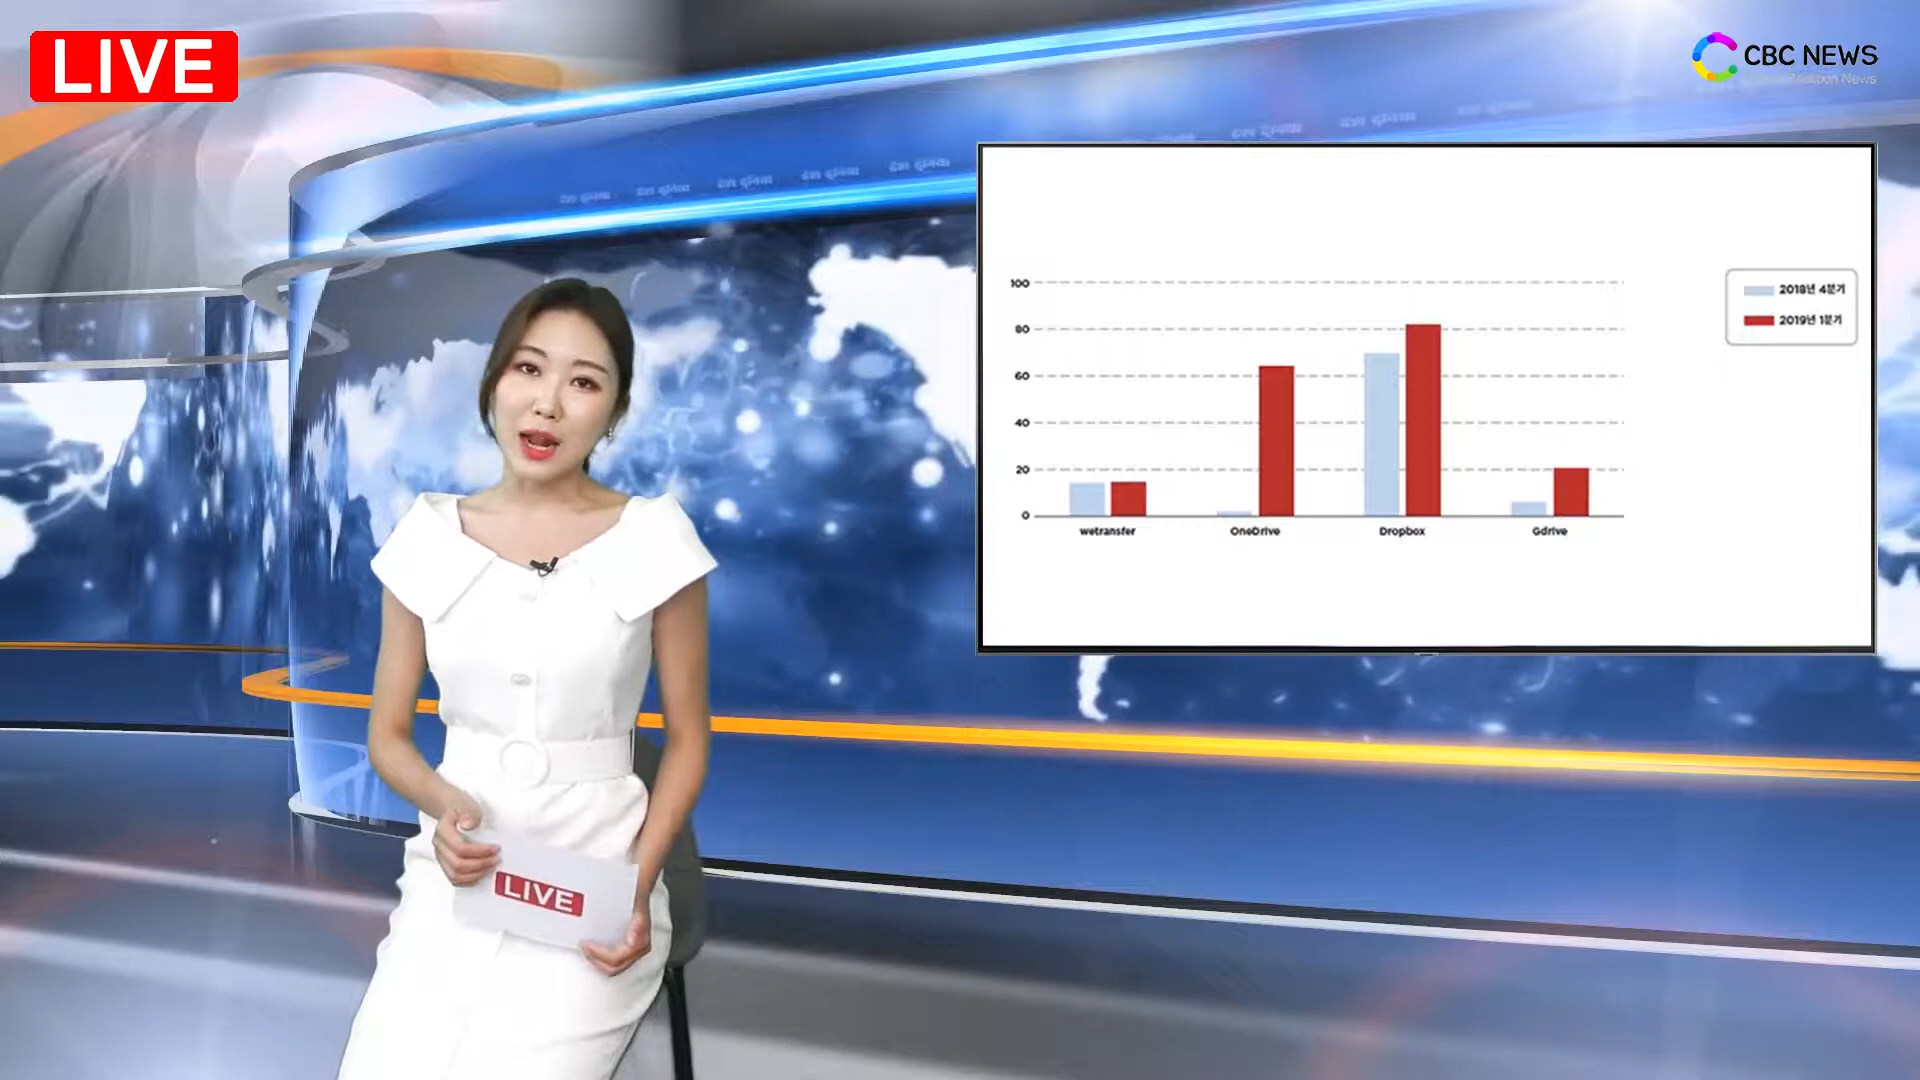 LIVE
CBC NEWS
100
80
60
40
20
0
wetransfer
OneDrive
Dropbox
Gdrive
2018년 4분기
2019년 1분기
LIVE